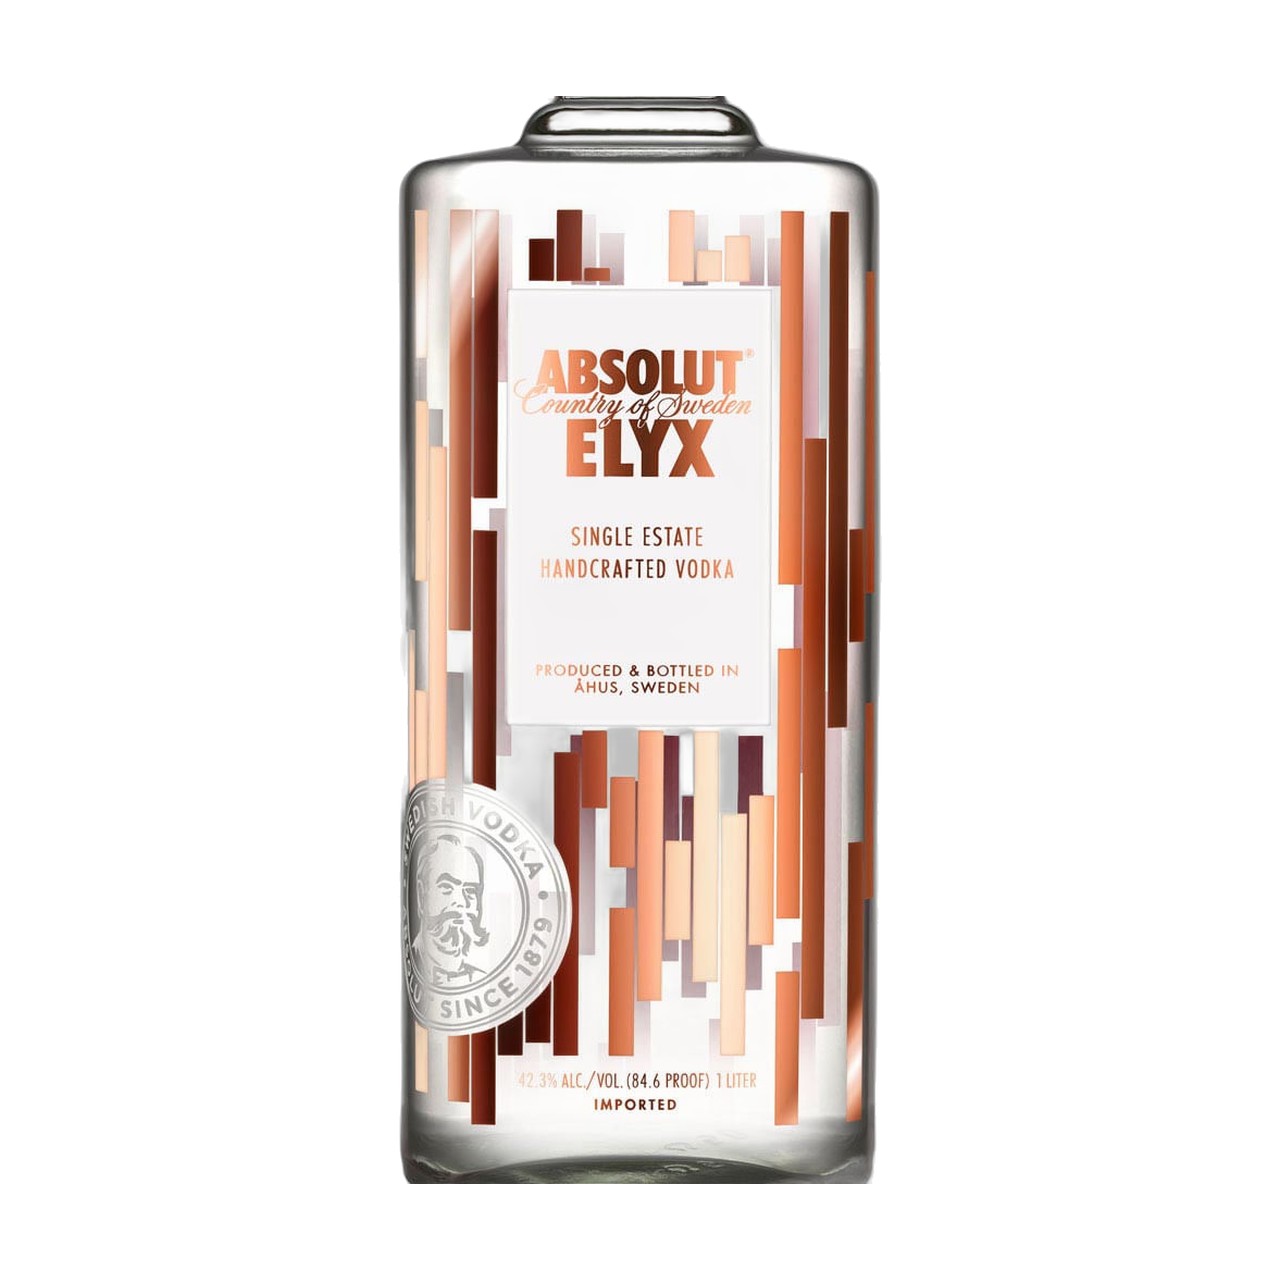 ABSOLUT®
Country of Sweden
ELYX
SINGLE ESTATE
HANDCRAFTED VODKA
PRODUCED & BOTTLED IN
ÅHUS, SWEDEN
SWEDISH VODKA • ABSOLUT SINCE 1879 •
42.3% ALC./VOL. (84.6 PROOF) 1 LITER
IMPORTED